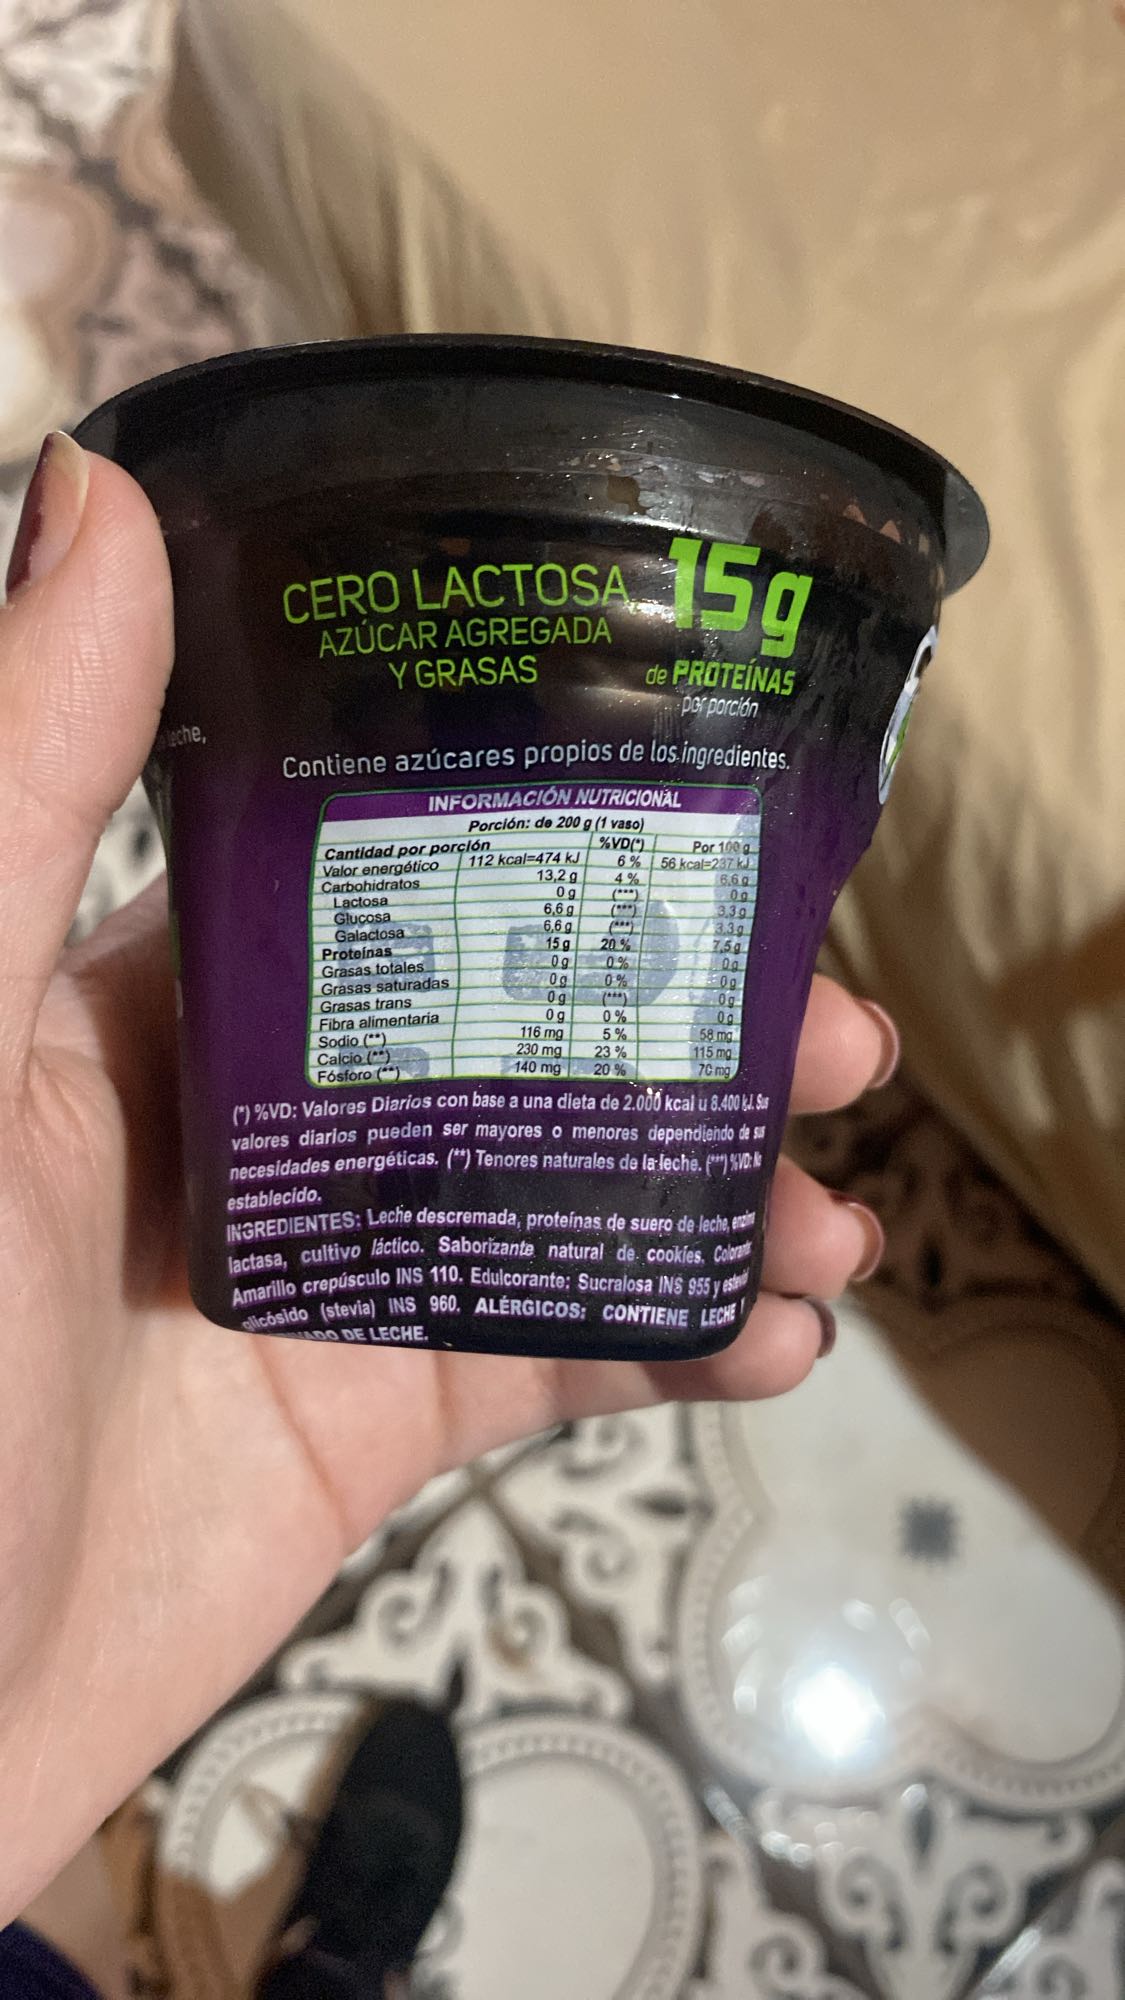 CERO LACTOSA,
AZÚCAR AGREGADA
Y GRASAS
15g
de PROTEÍNAS
por porción
leche,
Contiene azúcares propios de los ingredientes.
INFORMACIÓN NUTRICIONAL
Porción: de 200 g (1 vaso)
Cantidad por porción %VD(*) Por 100 g
Valor energético 112 kcal=474 kJ 6 % 56 kcal=237 kJ
Carbohidratos 13,2 g 4 % 6,6 g
Lactosa 0 g (***) 0 g
Glucosa 6,6 g (***) 3,3 g
Galactosa 6,6 g (***) 3,3 g
Proteínas 15 g 20 % 7,5 g
Grasas totales 0 g 0 % 0 g
Grasas saturadas 0 g 0 % 0 g
Grasas trans 0 g (***) 0 g
Fibra alimentaria 0 g 0 % 0 g
Sodio (**) 116 mg 5 % 58 mg
Calcio (**) 230 mg 23 % 115 mg
Fósforo (**) 140 mg 20 % 70 mg
(*) %VD: Valores Diarios con base a una dieta de 2.000 kcal u 8.400 kJ. Sus
valores diarios pueden ser mayores o menores dependiendo de sus
necesidades energéticas. (**) Tenores naturales de la leche. (***) %VD: No
establecido.
INGREDIENTES: Leche descremada, proteínas de suero de leche, enzima
lactasa, cultivo láctico. Saborizante natural de cookies. Colorante
Amarillo crepúsculo INS 110. Edulcorante: Sucralosa INS 955 y
glicósido (stevia) INS 960. ALÉRGICOS: CONTIENE LECHE Y
DE LECHE.